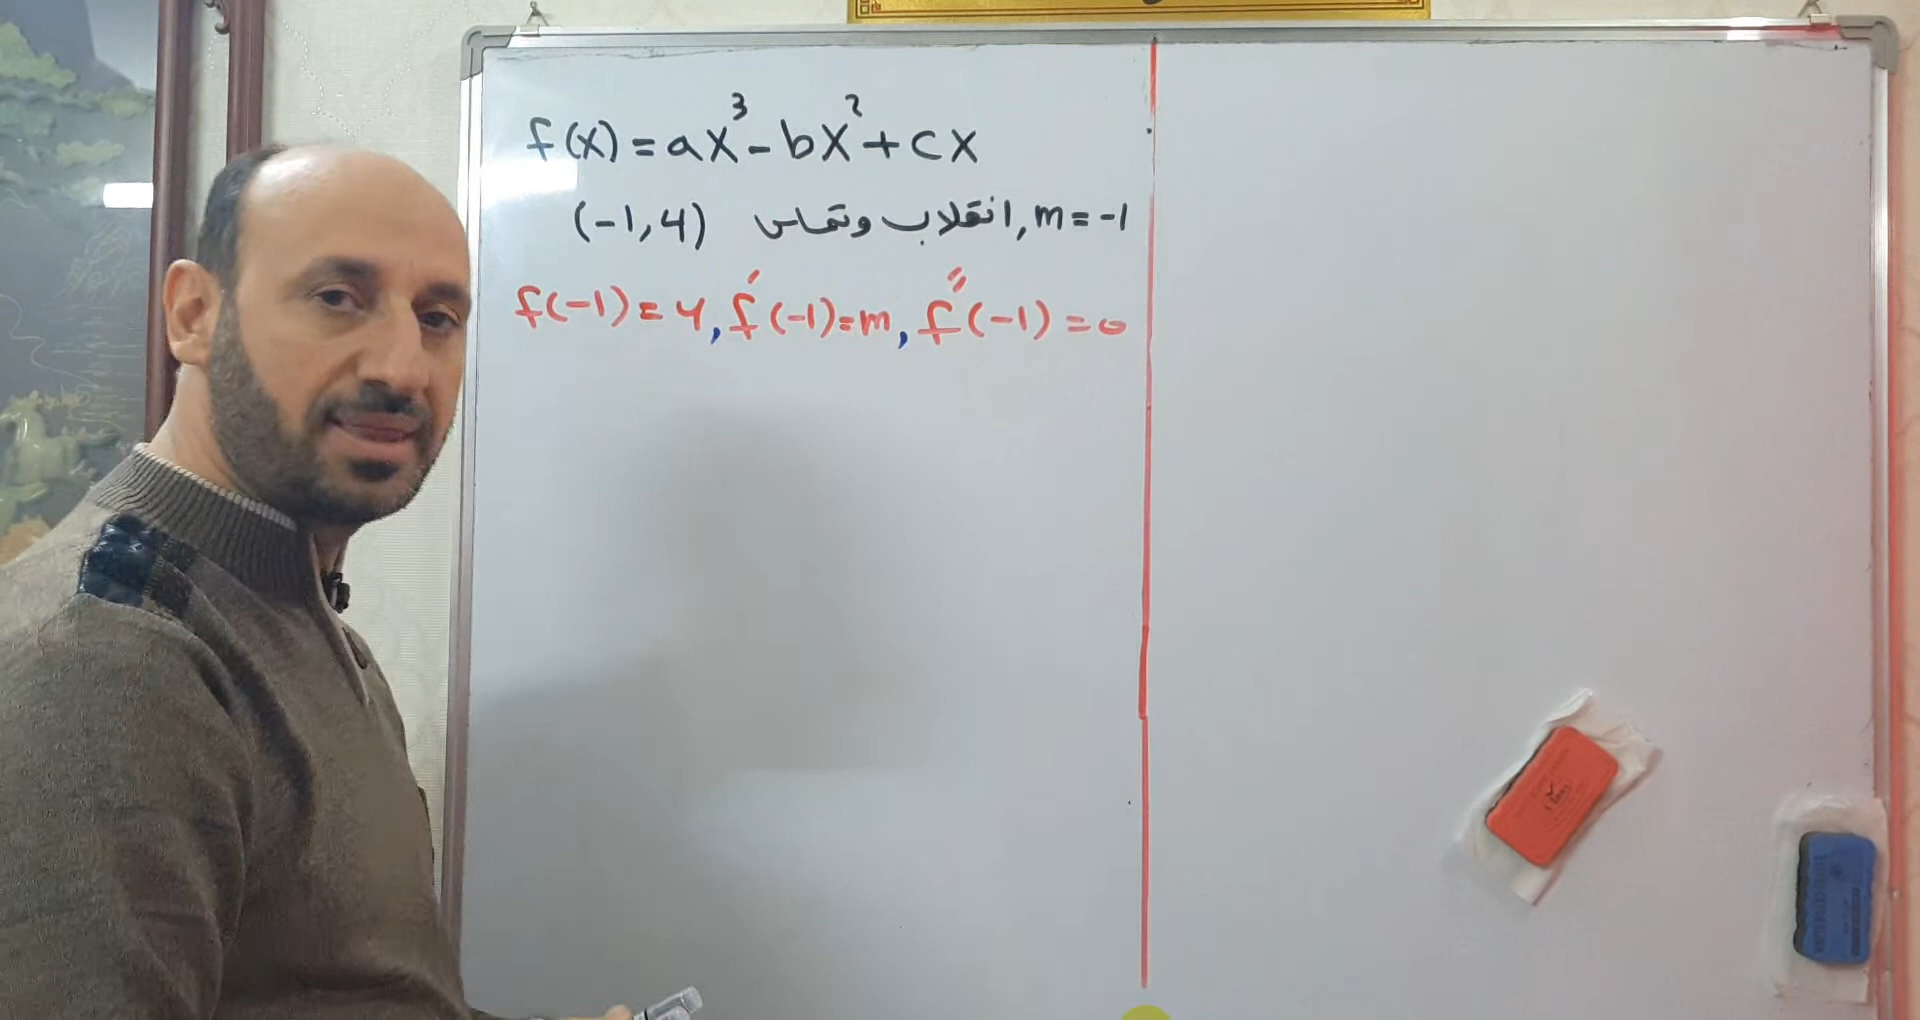 f(x) = ax³ - bx² + cx
(-1,4) انقلاب وتماس , m = -1
f(-1) = 4 , f′(-1) = m , f″(-1) = 0